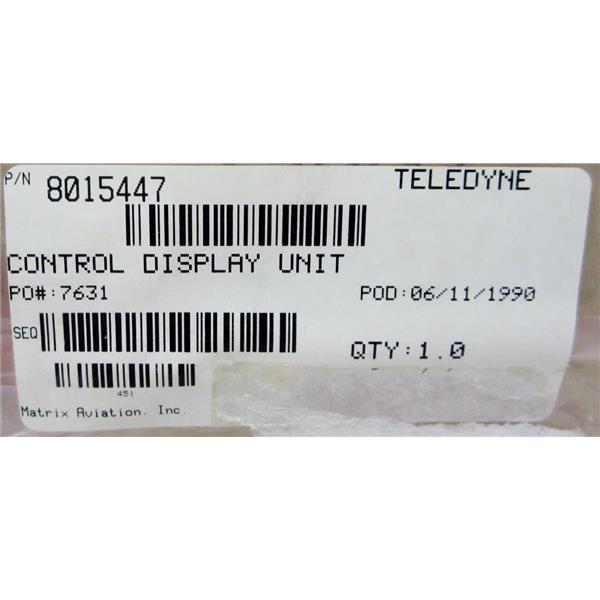 P/N 8015447 TELEDYNE
CONTROL DISPLAY UNIT
PO#:7631 POD:06/11/1990
SEQ
QTY:1.0
451
Matrix Aviation, Inc.